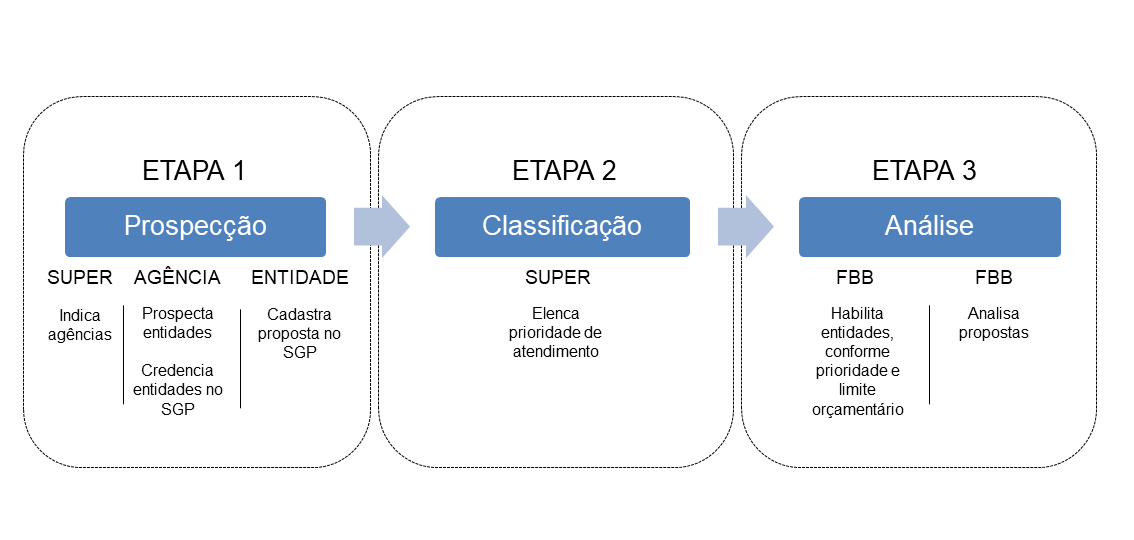 ETAPA 1
Prospecção
SUPER
Indica
agências
AGÊNCIA
Prospecta
entidades
Credencia
entidades no
SGP
ENTIDADE
Cadastra
proposta no
SGP
ETAPA 2
Classificação
SUPER
Elenca
prioridade de
atendimento
ETAPA 3
Análise
FBB
Habilita
entidades,
conforme
prioridade e
limite
orçamentário
FBB
Analisa
propostas